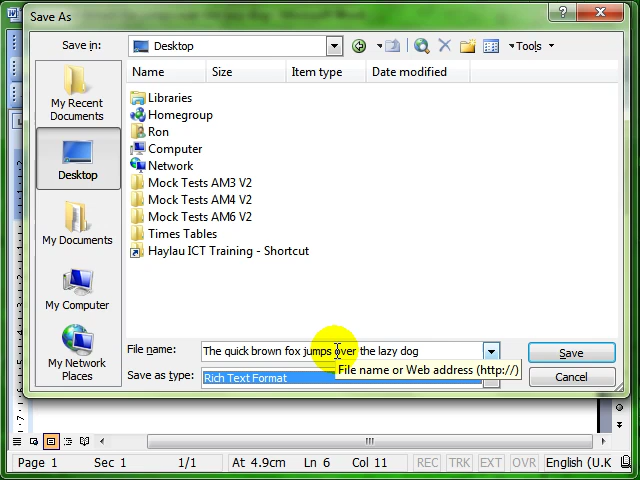 Save As
Save in:
Desktop
Tools
Name Size Item type Date modified
My Recent
Documents
Desktop
My Documents
My Computer
My Network
Places
Libraries
Homegroup
Ron
Computer
Network
Mock Tests AM3 V2
Mock Tests AM4 V2
Mock Tests AM6 V2
Times Tables
Haylau ICT Training - Shortcut
File name: The quick brown fox jumps over the lazy dog
Save
File name or Web address (http://)
Save as type: Rich Text Format
Cancel
Page 1 Sec 1 1/1 At 4.9cm Ln 6 Col 11 REC TRK EXT OVR English (U.K